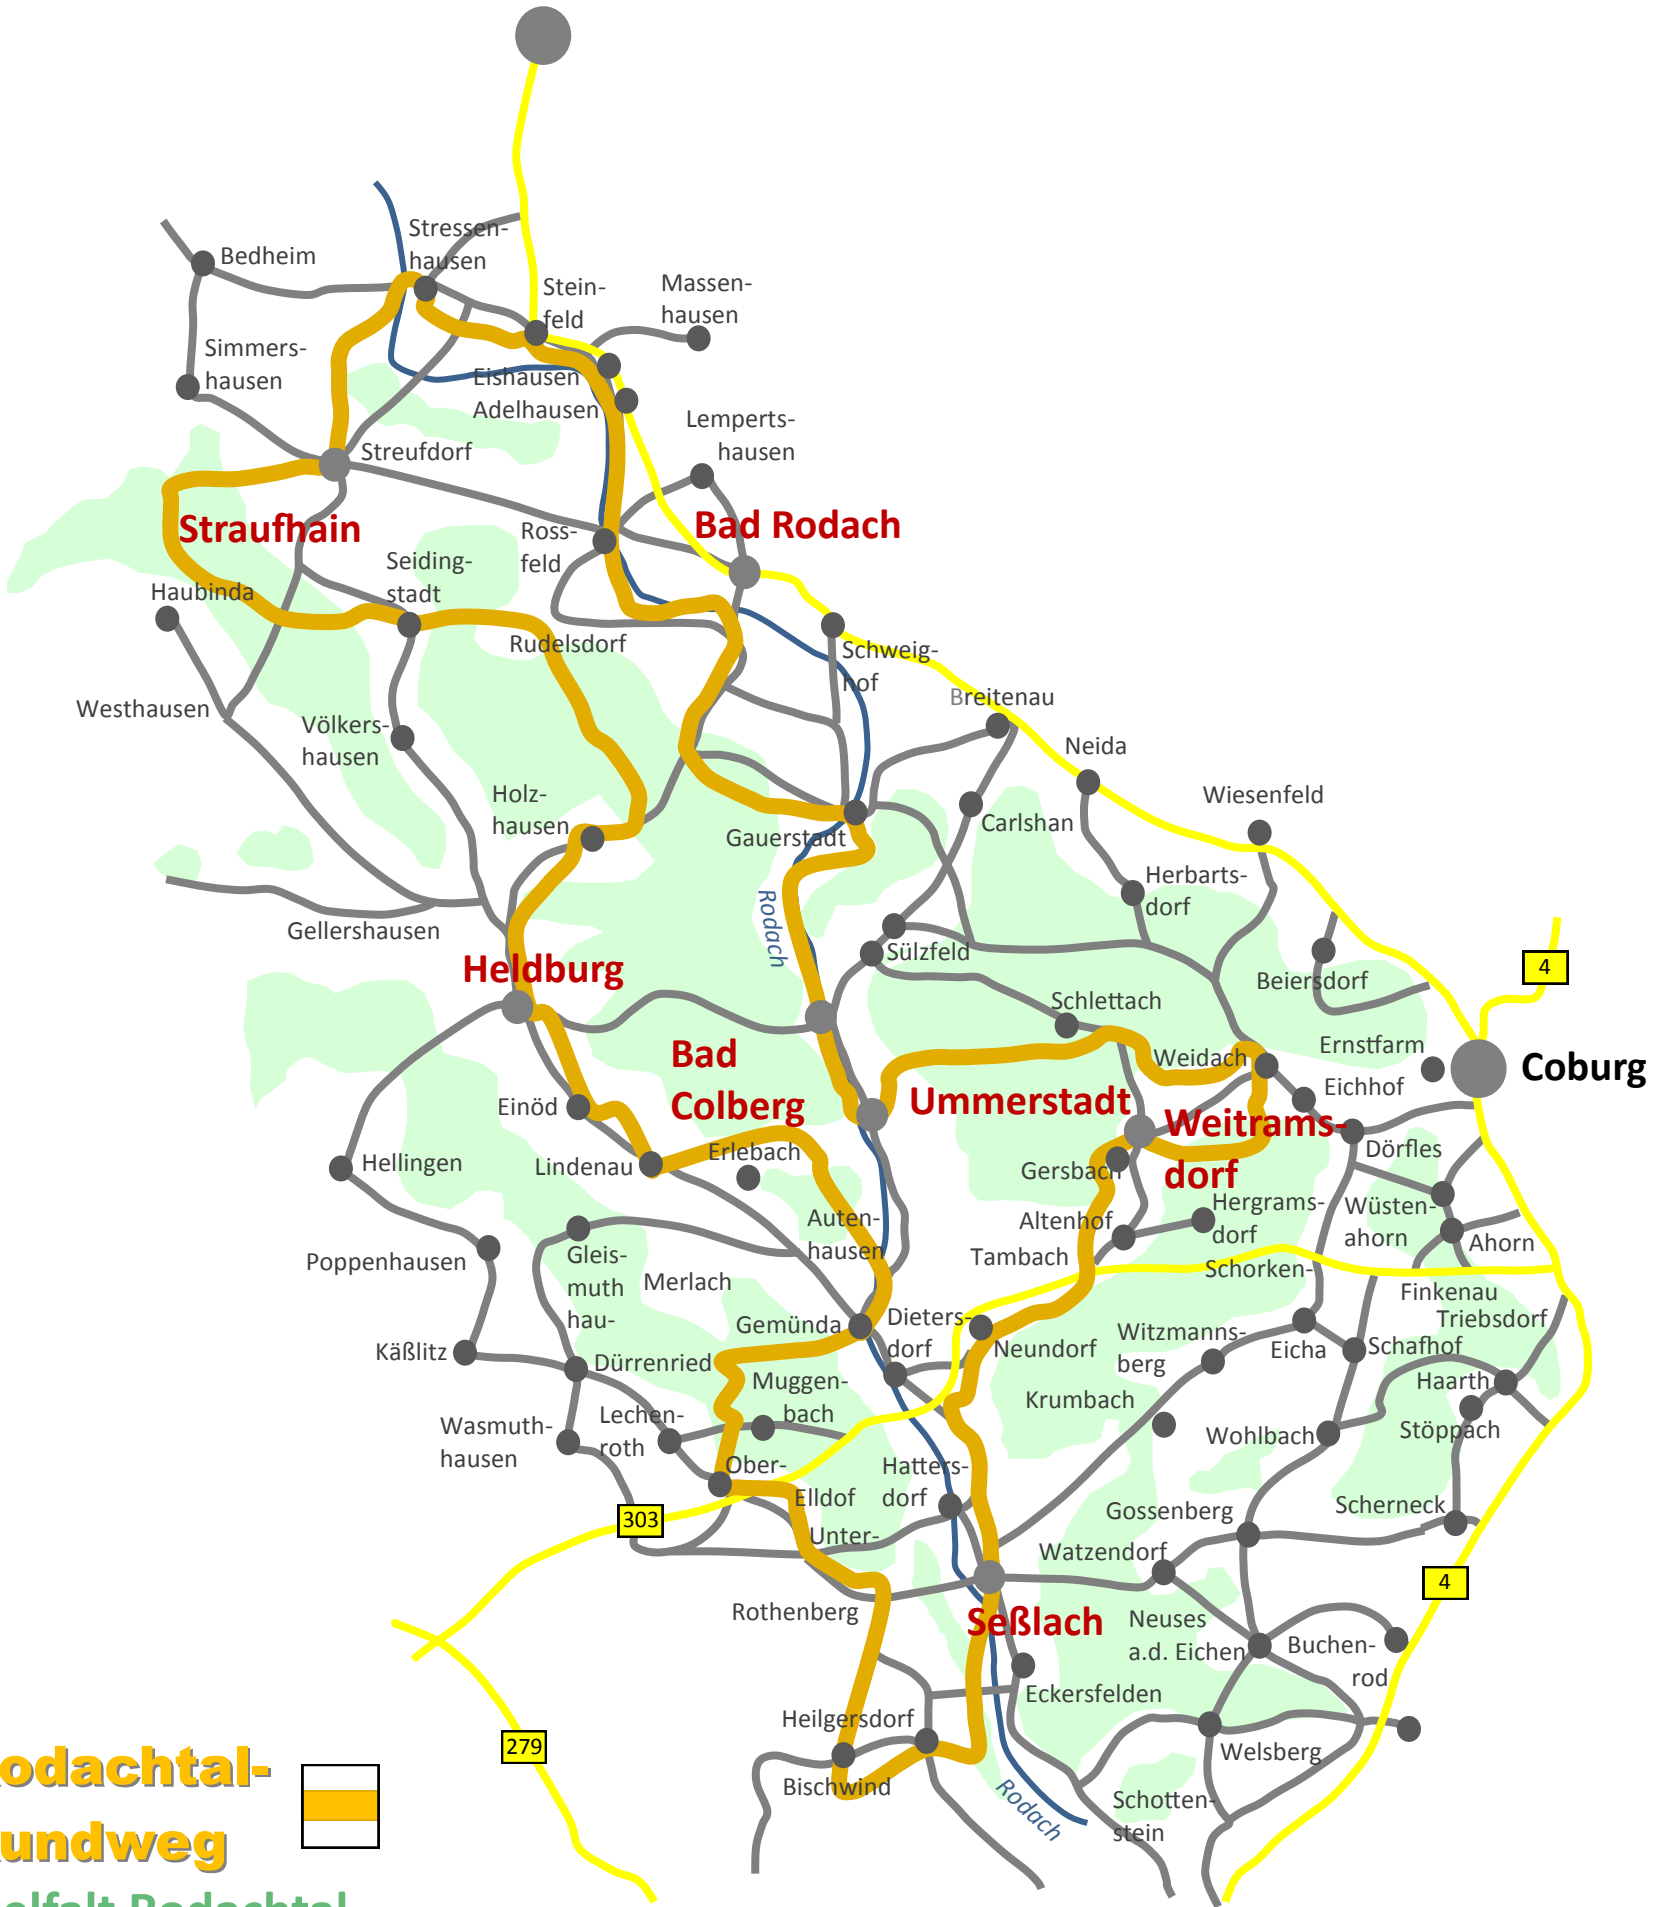 Stressen-
hausen
Bedheim
Stein-
feld
Massen-
hausen
Simmers-
hausen
Eishausen
Adelhausen
Lemperts-
hausen
Streufdorf
Straufhain
Bad Rodach
Ross-
feld
Seiding-
stadt
Haubinda
Rudelsdorf
Schweig-
hof
Westhausen
Breitenau
Völkers-
hausen
Neida
Holz-
hausen
Wiesenfeld
Carlshan
Gauerstadt
Herbarts-
dorf
Rodach
Gellershausen
Sülzfeld
Heldburg
Beiersdorf
4
Schlettach
Bad
Colberg
Weidach
Ernstfarm
Coburg
Eichhof
Einöd
Ummerstadt
Weitrams-
dorf
Dörfles
Erlebach
Hellingen
Lindenau
Gersbach
Wüsten-
ahorn
Hergrams-
dorf
Auten-
hausen
Altenhof
Ahorn
Tambach
Poppenhausen
Gleis-
muth
hau-
Merlach
Schorken-
Finkenau
Triebsdorf
Gemünda
Dieters-
dorf
Neundorf
Witzmanns-
berg
Eicha
Schafhof
Käßlitz
Dürrenried
Muggen-
bach
Haarth
Krumbach
Wasmuth-
hausen
Lechen-
roth
Wohlbach
Stöppach
Ober-
Elldof
Unter-
Hatters-
dorf
303
Gossenberg
Scherneck
Watzendorf
4
Rothenberg
Seßlach
Neuses
a.d. Eichen
Buchen-
rod
Eckersfelden
Heilgersdorf
279
Welsberg
Bischwind
Rodach
Schotten-
stein
odachtal-
undweg
elfalt Rodachtal